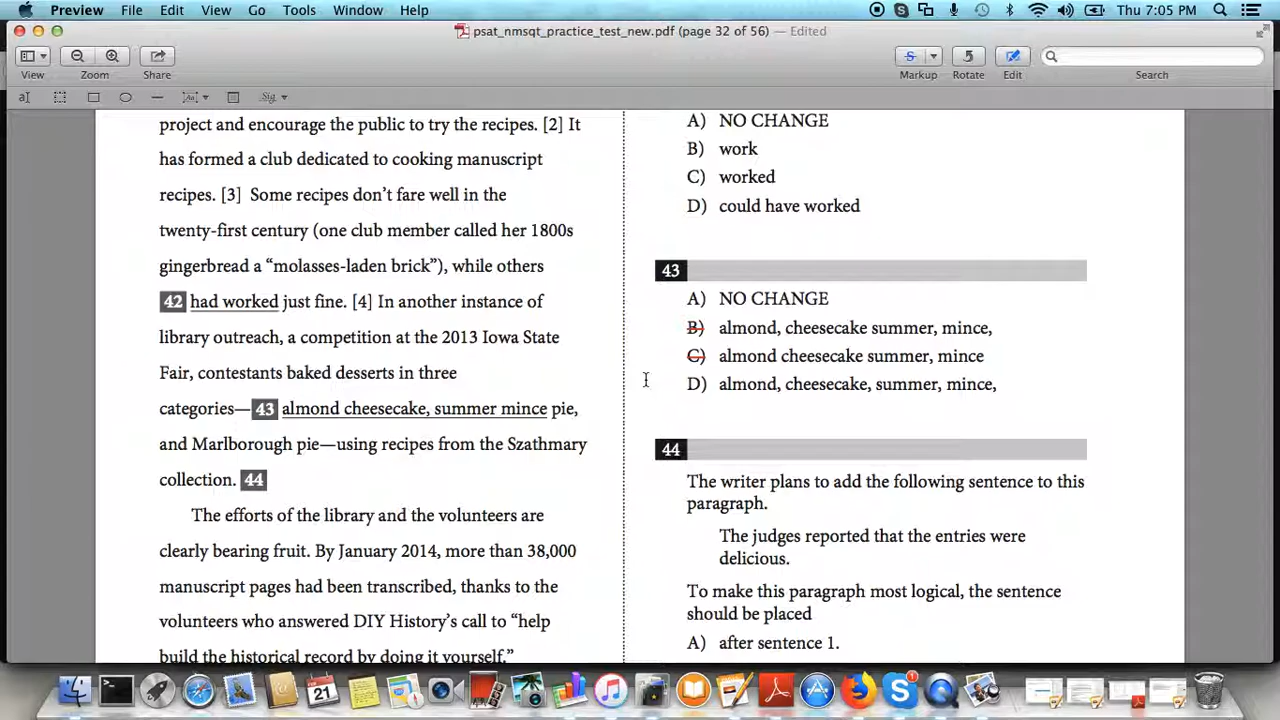 Preview File Edit View Go Tools Window Help Thu 7:05 PM
psat_nmsqt_practice_test_new.pdf (page 32 of 56) — Edited
View Zoom Share Markup Rotate Edit Search
project and encourage the public to try the recipes. [2] It
has formed a club dedicated to cooking manuscript
recipes. [3] Some recipes don’t fare well in the
twenty-first century (one club member called her 1800s
gingerbread a “molasses-laden brick”), while others
42 had worked just fine. [4] In another instance of
library outreach, a competition at the 2013 Iowa State
Fair, contestants baked desserts in three
categories—43 almond cheesecake, summer mince pie,
and Marlborough pie—using recipes from the Szathmary
collection. 44
The efforts of the library and the volunteers are
clearly bearing fruit. By January 2014, more than 38,000
manuscript pages had been transcribed, thanks to the
volunteers who answered DIY History’s call to “help
build the historical record by doing it yourself.”
A) NO CHANGE
B) work
C) worked
D) could have worked
43
A) NO CHANGE
B) almond, cheesecake summer, mince,
C) almond cheesecake summer, mince
D) almond, cheesecake, summer, mince,
44
The writer plans to add the following sentence to this
paragraph.
The judges reported that the entries were
delicious.
To make this paragraph most logical, the sentence
should be placed
A) after sentence 1.